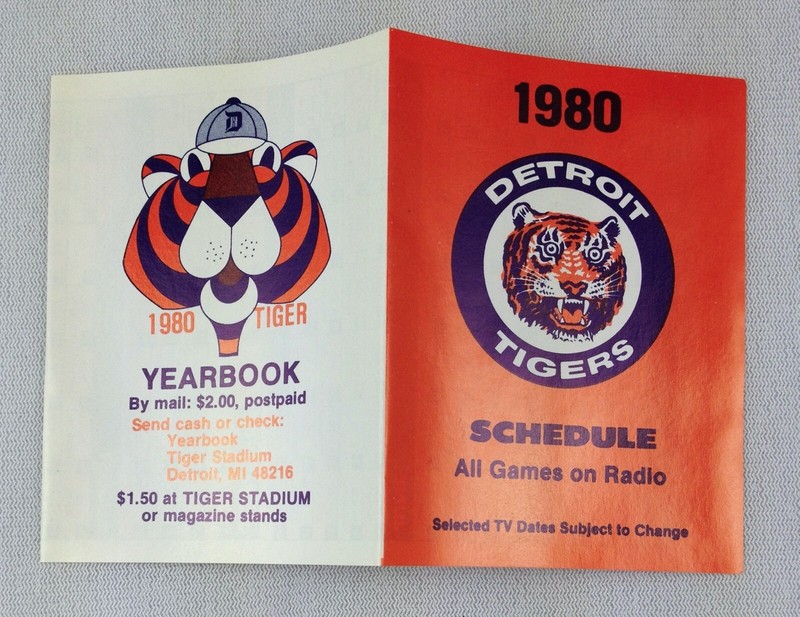 D
1980 TIGER
YEARBOOK
By mail: $2.00, postpaid
Send cash or check:
Yearbook
Tiger Stadium
Detroit, MI 48216
$1.50 at TIGER STADIUM
or magazine stands
1980
DETROIT
TIGERS
SCHEDULE
All Games on Radio
Selected TV Dates Subject to Change